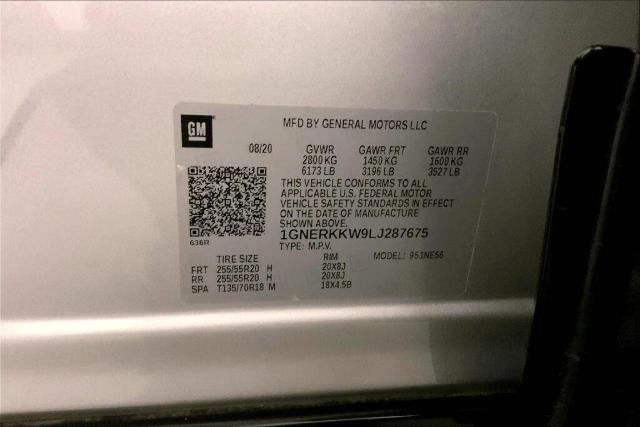 GM
MFD BY GENERAL MOTORS LLC
08/20 GVWR GAWR FRT GAWR RR
2800 KG 1450 KG 1600 KG
6173 LB 3196 LB 3527 LB
THIS VEHICLE CONFORMS TO ALL
APPLICABLE U.S. FEDERAL MOTOR
VEHICLE SAFETY STANDARDS IN EFFECT
ON THE DATE OF MANUFACTURE
SHOWN ABOVE.
1GNERKKW9LJ287675
636R
TYPE: M.P.V. MODEL: 951NE56
TIRE SIZE RIM
FRT 255/55R20 H 20X8J
RR 255/55R20 H 20X8J
SPA T135/70R18 M 18X4.5B